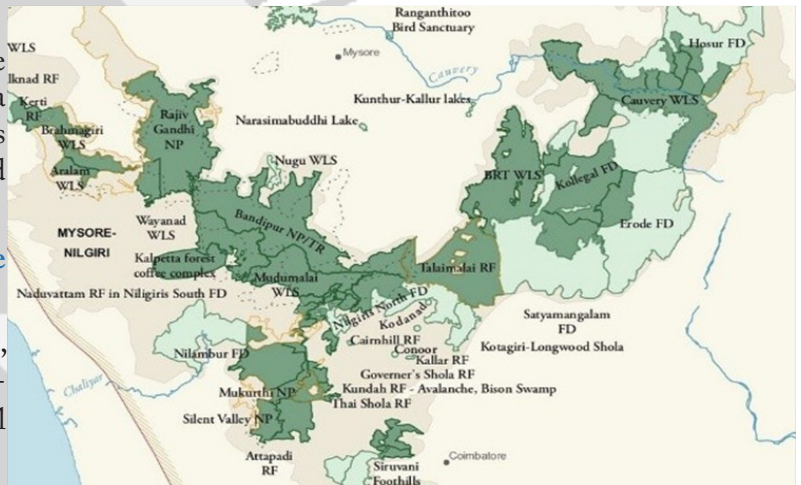 Ranganthitoo
Bird Sanctuary
Hosur FD
WLS
Mysore
lknad RF
Cauvery
Kerti
RF
Rajiv
Gandhi
NP
Kunthur-Kallur lakes
Cauvery WLS
Brahmagiri
WLS
Narasimabuddhi Lake
Aralam
WLS
Nugu WLS
BRT WLS
Kollegal FD
Wayanad
WLS
Bandipur NP/TR
Erode FD
MYSORE-
NILGIRI
Kalpetta forest
coffee complex
Mudumalai
WLS
Talaimalai RF
Naduvattam RF in Niligiris South FD
Nilgiris North FD
Kodanad
Satyamangalam
FD
Nilambur FD
Cairnhill RF
Conoor
Kotagiri-Longwood Shola
Kallar RF
Governer's Shola RF
Chaliyar
Mukurthi NP
Kundah RF - Avalanche, Bison Swamp
Thai Shola RF
Silent Valley NP
Attapadi
RF
Siruvani
Foothills
Coimbatore